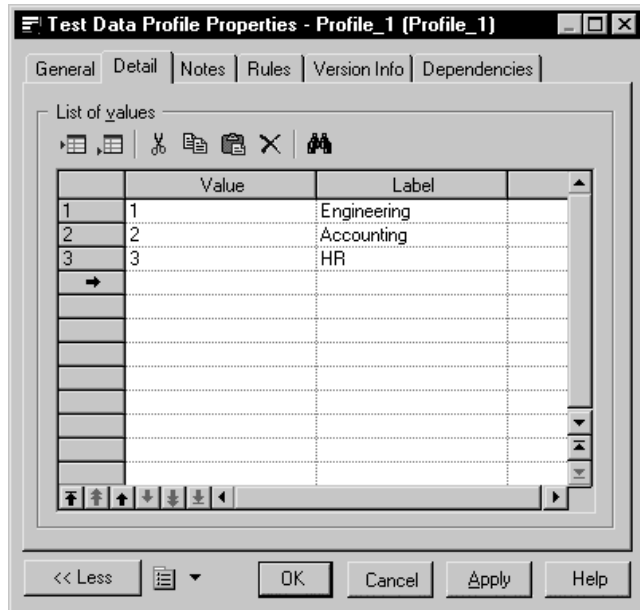 Test Data Profile Properties - Profile_1 (Profile_1)
General Detail Notes Rules Version Info Dependencies
List of values
Value Label
1 1 Engineering
2 2 Accounting
3 3 HR
<< Less OK Cancel Apply Help